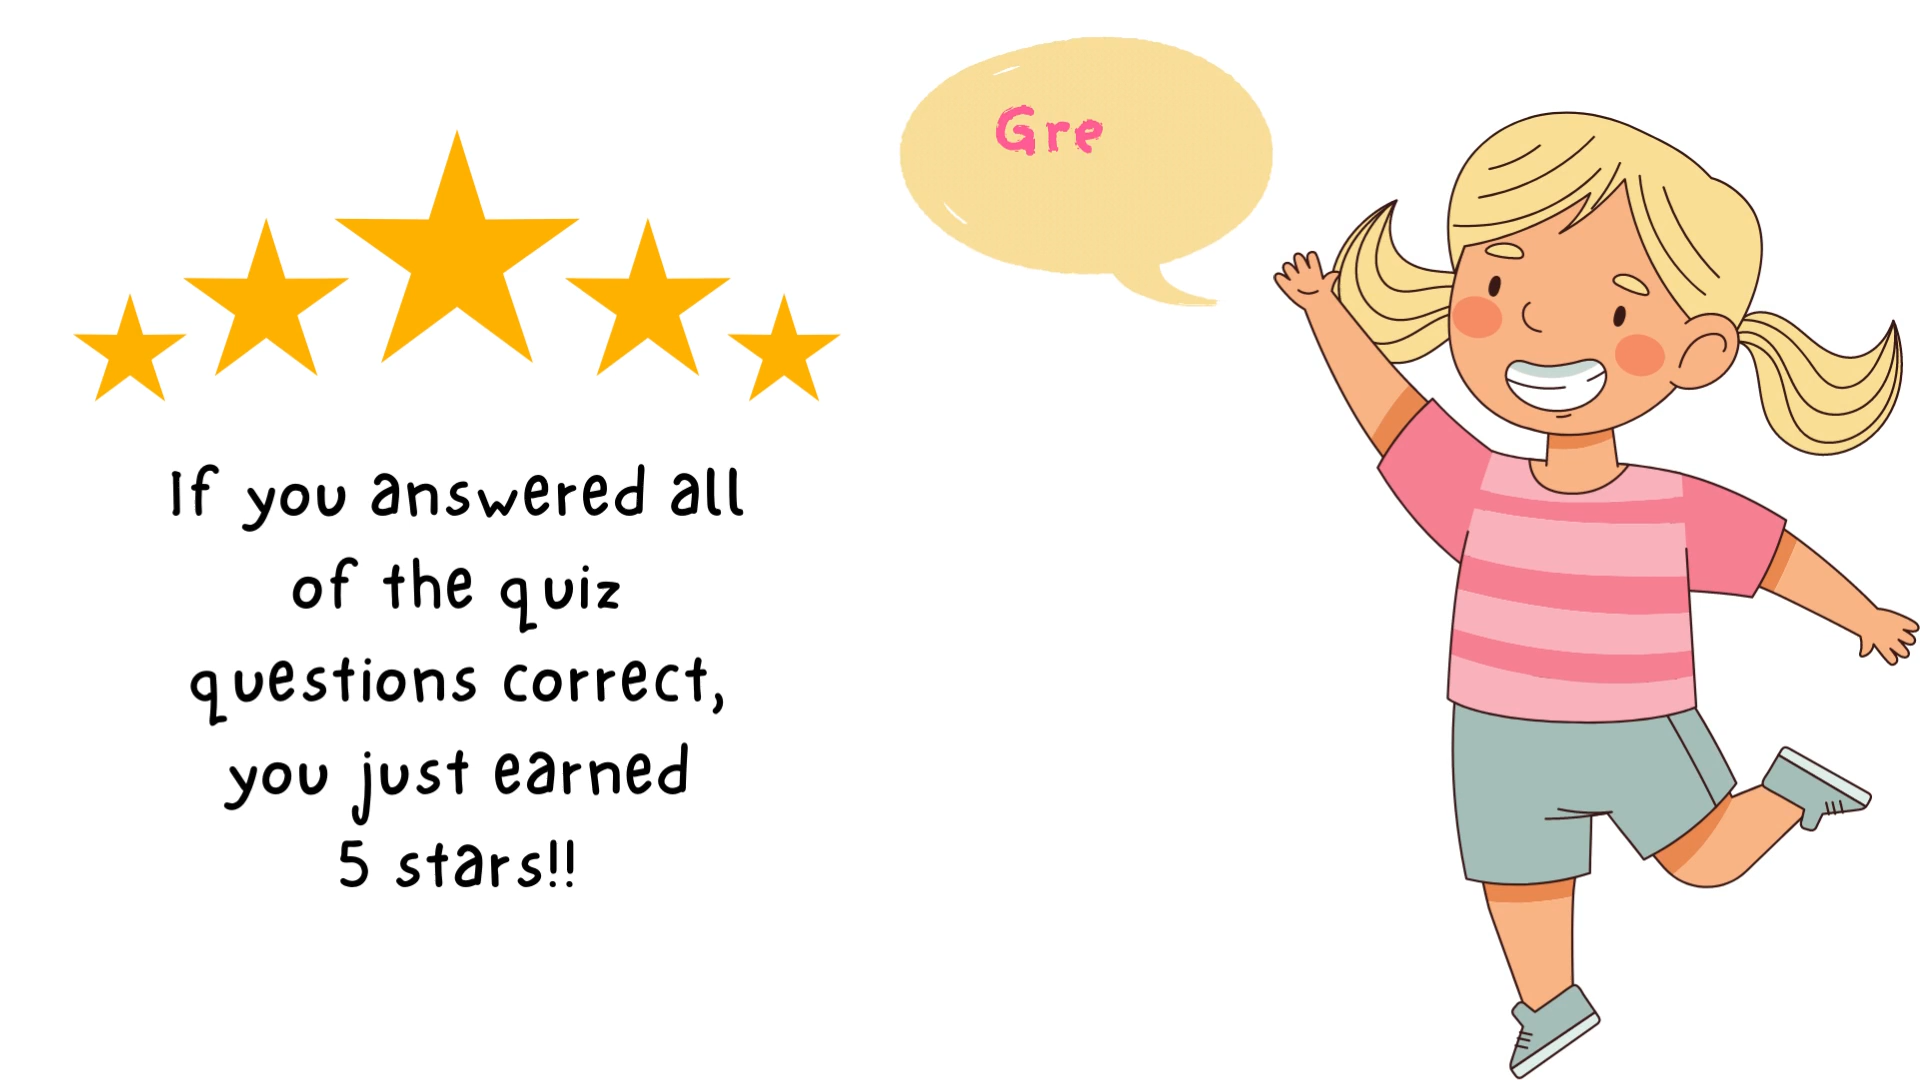 Gre
If you answered all
of the quiz
questions correct,
you just earned
5 stars!!